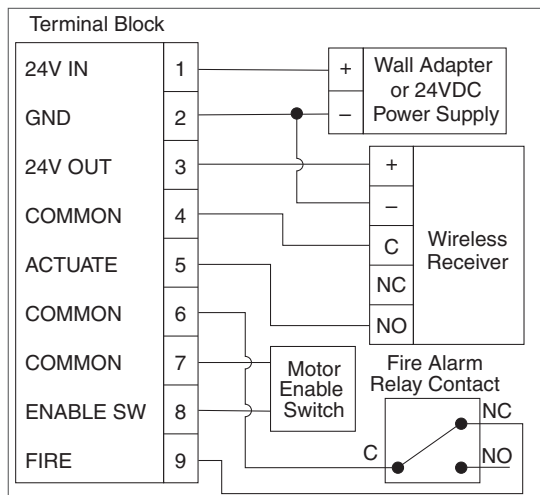 Terminal Block
24V IN 1
GND 2
24V OUT 3
COMMON 4
ACTUATE 5
COMMON 6
COMMON 7
ENABLE SW 8
FIRE 9
+ Wall Adapter
or 24VDC
– Power Supply
+
–
C
NC
NO
Wireless
Receiver
Motor
Enable
Switch
Fire Alarm
Relay Contact
NC
C
NO